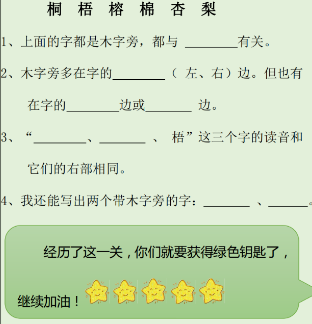 桐 梧 榕 棉 杏 梨
1、上面的字都是木字旁，都与 ________有关。
2、木字旁多在字的________（ 左、右）边。但也有
在字的________边或_______ 边。
3、“________、_______ 、 梧”这三个字的读音和
它们的右部相同。
4、我还能写出两个带木字旁的字：_______ 、______。
经历了这一关，你们就要获得绿色钥匙了，
继续加油！